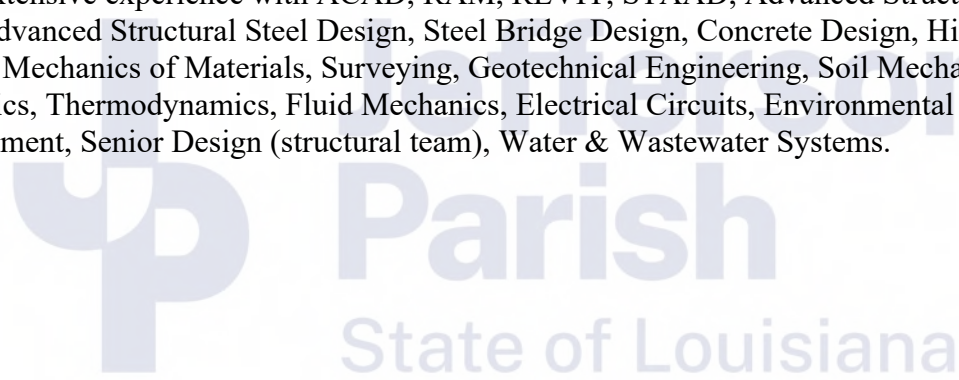 xtensive experience with ACAD, RAM, REVIT, STAAD, Advanced Struct
dvanced Structural Steel Design, Steel Bridge Design, Concrete Design, Hi
Mechanics of Materials, Surveying, Geotechnical Engineering, Soil Mecha
ics, Thermodynamics, Fluid Mechanics, Electrical Circuits, Environmental
ment, Senior Design (structural team), Water & Wastewater Systems.
JP
Jefferson
Parish
State of Louisiana